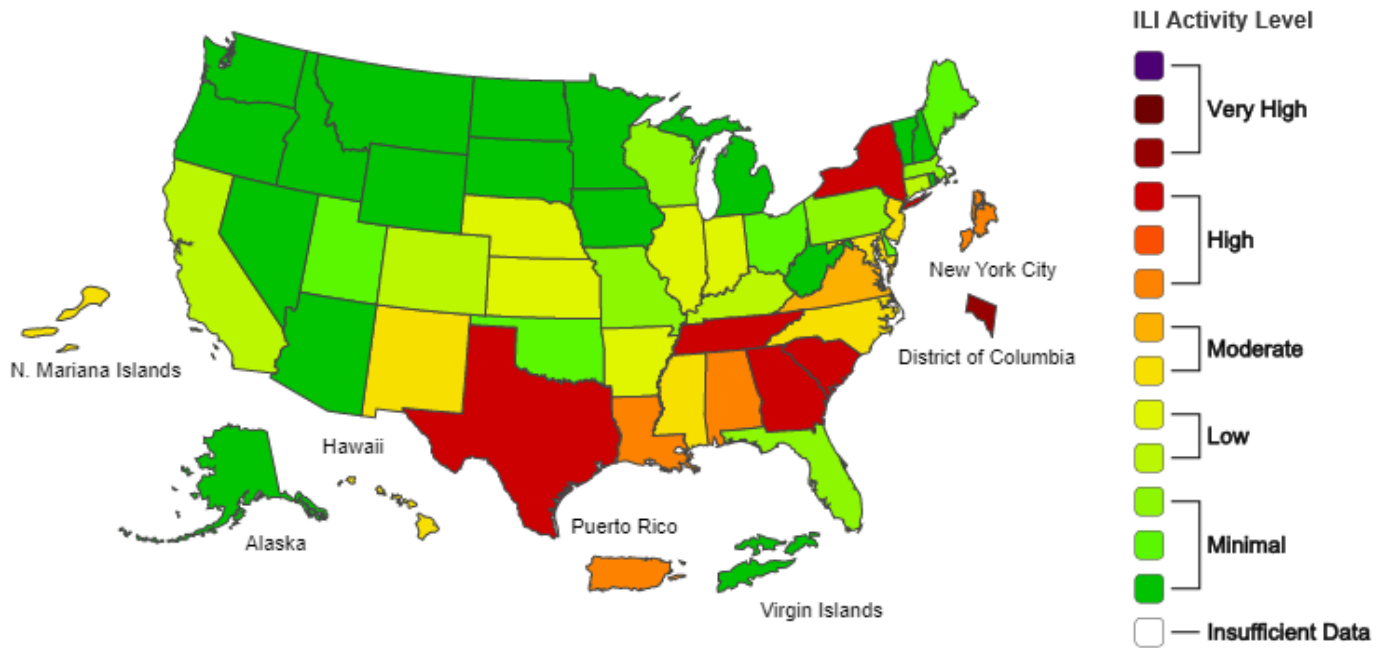 ILI Activity Level
Very High
High
Moderate
Low
Minimal
Insufficient Data
New York City
District of Columbia
N. Mariana Islands
Hawaii
Alaska
Puerto Rico
Virgin Islands